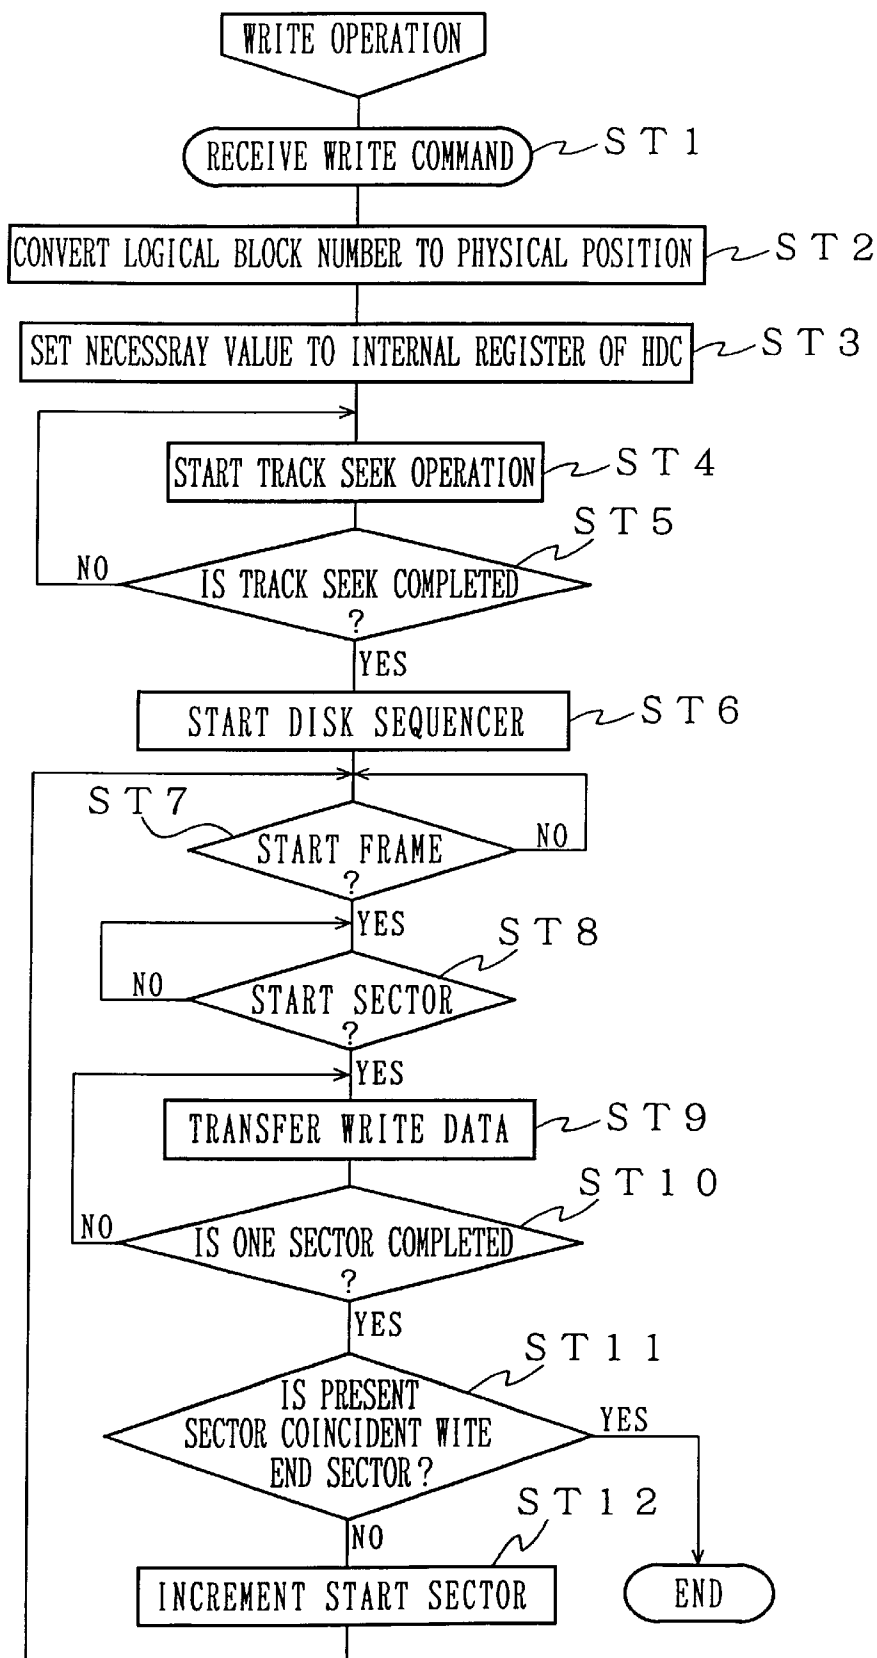 WRITE OPERATION
RECEIVE WRITE COMMAND
ST1
CONVERT LOGICAL BLOCK NUMBER TO PHYSICAL POSITION
ST2
SET NECESSRAY VALUE TO INTERNAL REGISTER OF HDC
ST3
START TRACK SEEK OPERATION
ST4
ST5
NO
IS TRACK SEEK COMPLETED
?
YES
START DISK SEQUENCER
ST6
ST7
START FRAME
?
NO
YES
ST8
NO
START SECTOR
?
YES
TRANSFER WRITE DATA
ST9
ST10
NO
IS ONE SECTOR COMPLETED
?
YES
ST11
IS PRESENT
SECTOR COINCIDENT WITE
END SECTOR?
YES
NO
ST12
INCREMENT START SECTOR
END